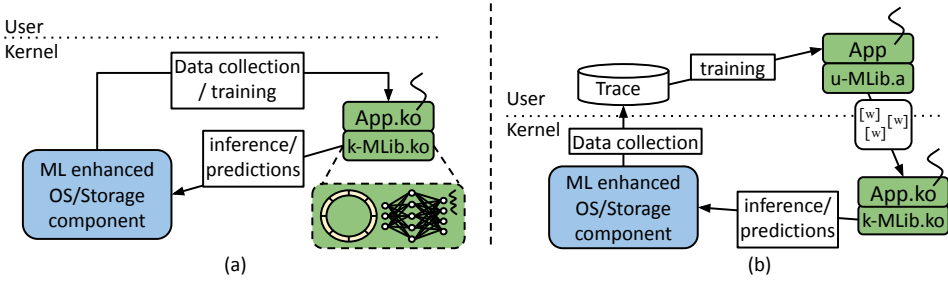 User
Kernel
Data collection
/ training
App.ko
k-MLib.ko
inference/
predictions
ML enhanced
OS/Storage
component
(a)
App
u-MLib.a
training
Trace
User
Kernel
[w]
[w]
[w]
Data collection
ML enhanced
OS/Storage
component
inference/
predictions
App.ko
k-MLib.ko
(b)